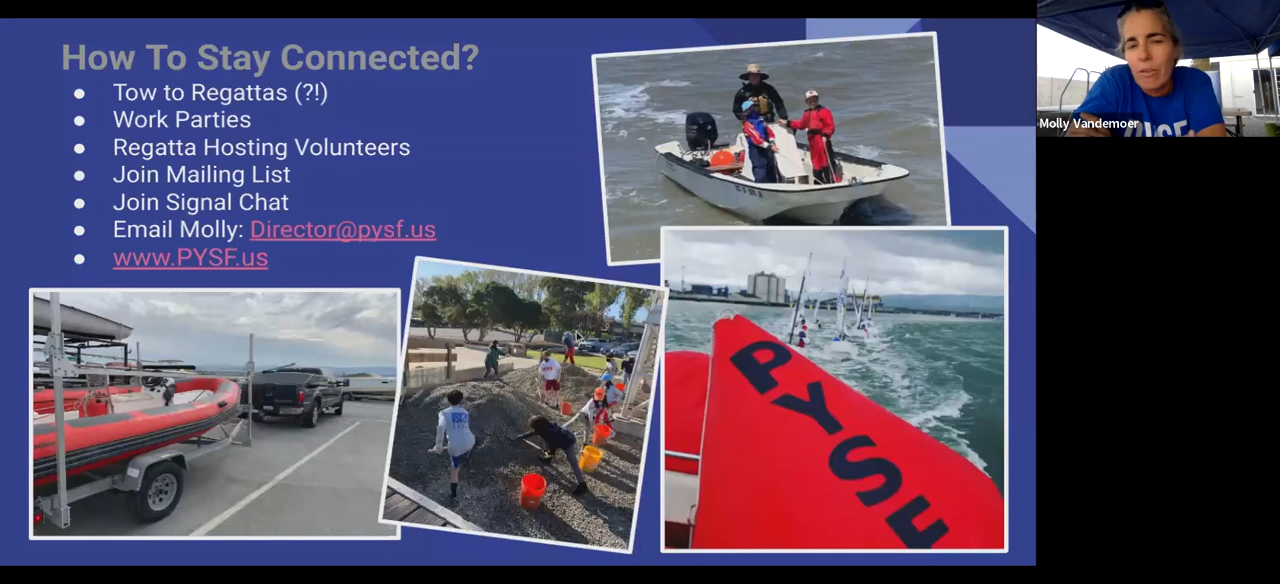 How To Stay Connected?
● Tow to Regattas (?!)
● Work Parties
● Regatta Hosting Volunteers
● Join Mailing List
● Join Signal Chat
● Email Molly: Director@pysf.us
● www.PYSF.us
Molly Vandemoer
PYSF